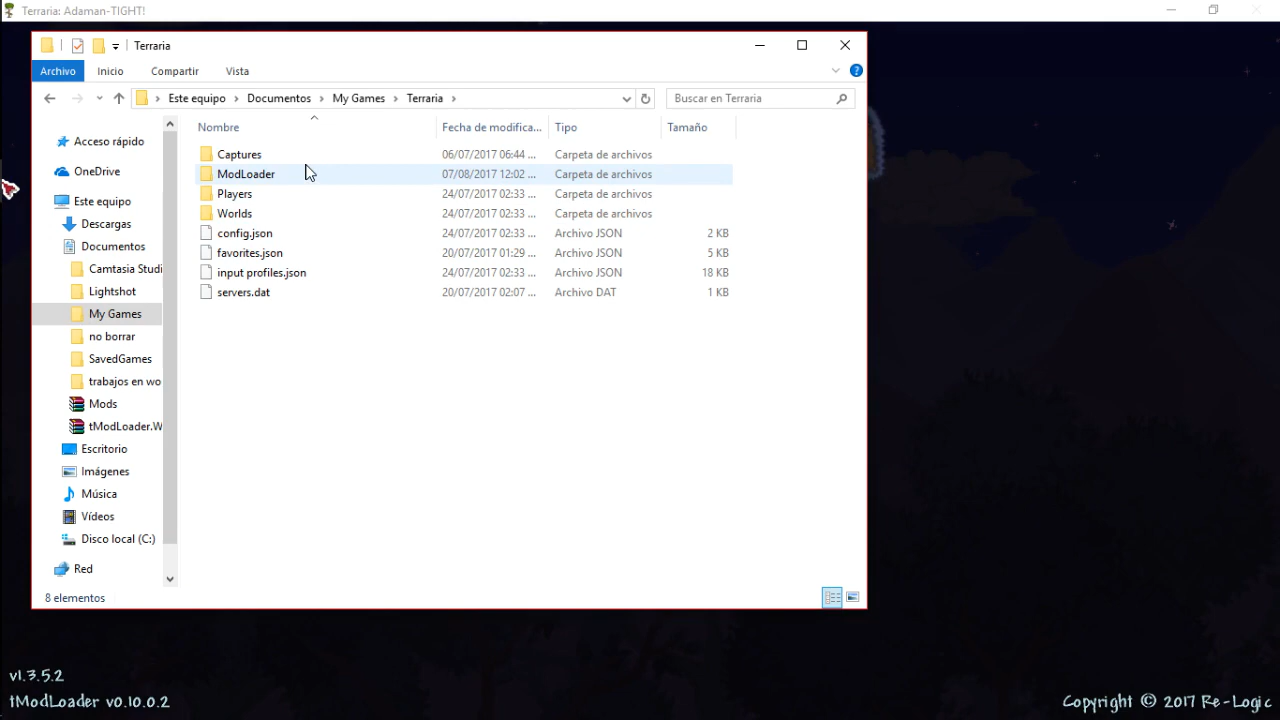 Terraria: Adaman-TIGHT!
Terraria
Archivo Inicio Compartir Vista
Este equipo Documentos My Games Terraria
Buscar en Terraria
Acceso rápido
OneDrive
Este equipo
Descargas
Documentos
Camtasia Studi
Lightshot
My Games
no borrar
SavedGames
trabajos en wo
Mods
tModLoader.W
Escritorio
Imágenes
Música
Vídeos
Disco local (C:)
Red
Nombre Fecha de modifica... Tipo Tamaño
Captures 06/07/2017 06:44 ... Carpeta de archivos
ModLoader 07/08/2017 12:02 ... Carpeta de archivos
Players 24/07/2017 02:33 ... Carpeta de archivos
Worlds 24/07/2017 02:33 ... Carpeta de archivos
config.json 24/07/2017 02:33 ... Archivo JSON 2 KB
favorites.json 20/07/2017 01:29 ... Archivo JSON 5 KB
input profiles.json 24/07/2017 02:33 ... Archivo JSON 18 KB
servers.dat 20/07/2017 02:07 ... Archivo DAT 1 KB
8 elementos
v1.3.5.2
tModLoader v0.10.0.2
Copyright © 2017 Re-Logic